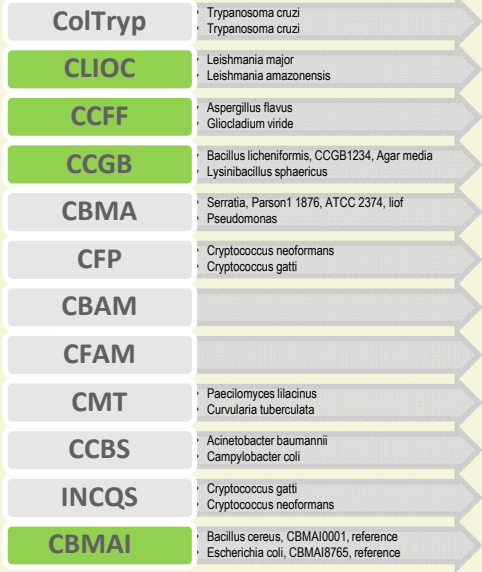 ColTryp
• Trypanosoma cruzi
• Trypanosoma cruzi
CLIOC
• Leishmania major
• Leishmania amazonensis
CCFF
• Aspergillus flavus
• Gliocladium viride
CCGB
• Bacillus licheniformis, CCGB1234, Agar media
• Lysinibacillus sphaericus
CBMA
• Serratia, Parson1 1876, ATCC 2374, liof
• Pseudomonas
CFP
• Cryptococcus neoformans
• Cryptococcus gatti
CBAM
CFAM
CMT
• Paecilomyces lilacinus
• Curvularia tuberculata
CCBS
• Acinetobacter baumannii
• Campylobacter coli
INCQS
• Cryptococcus gatti
• Cryptococcus neoformans
CBMAI
• Bacillus cereus, CBMAI0001, reference
• Escherichia coli, CBMAI8765, reference